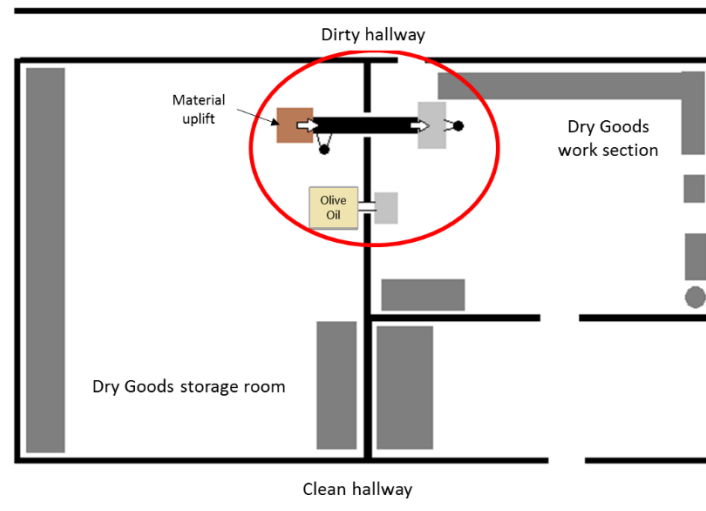 Dirty hallway
Material
uplift
Dry Goods
work section
Olive
Oil
Dry Goods storage room
Clean hallway